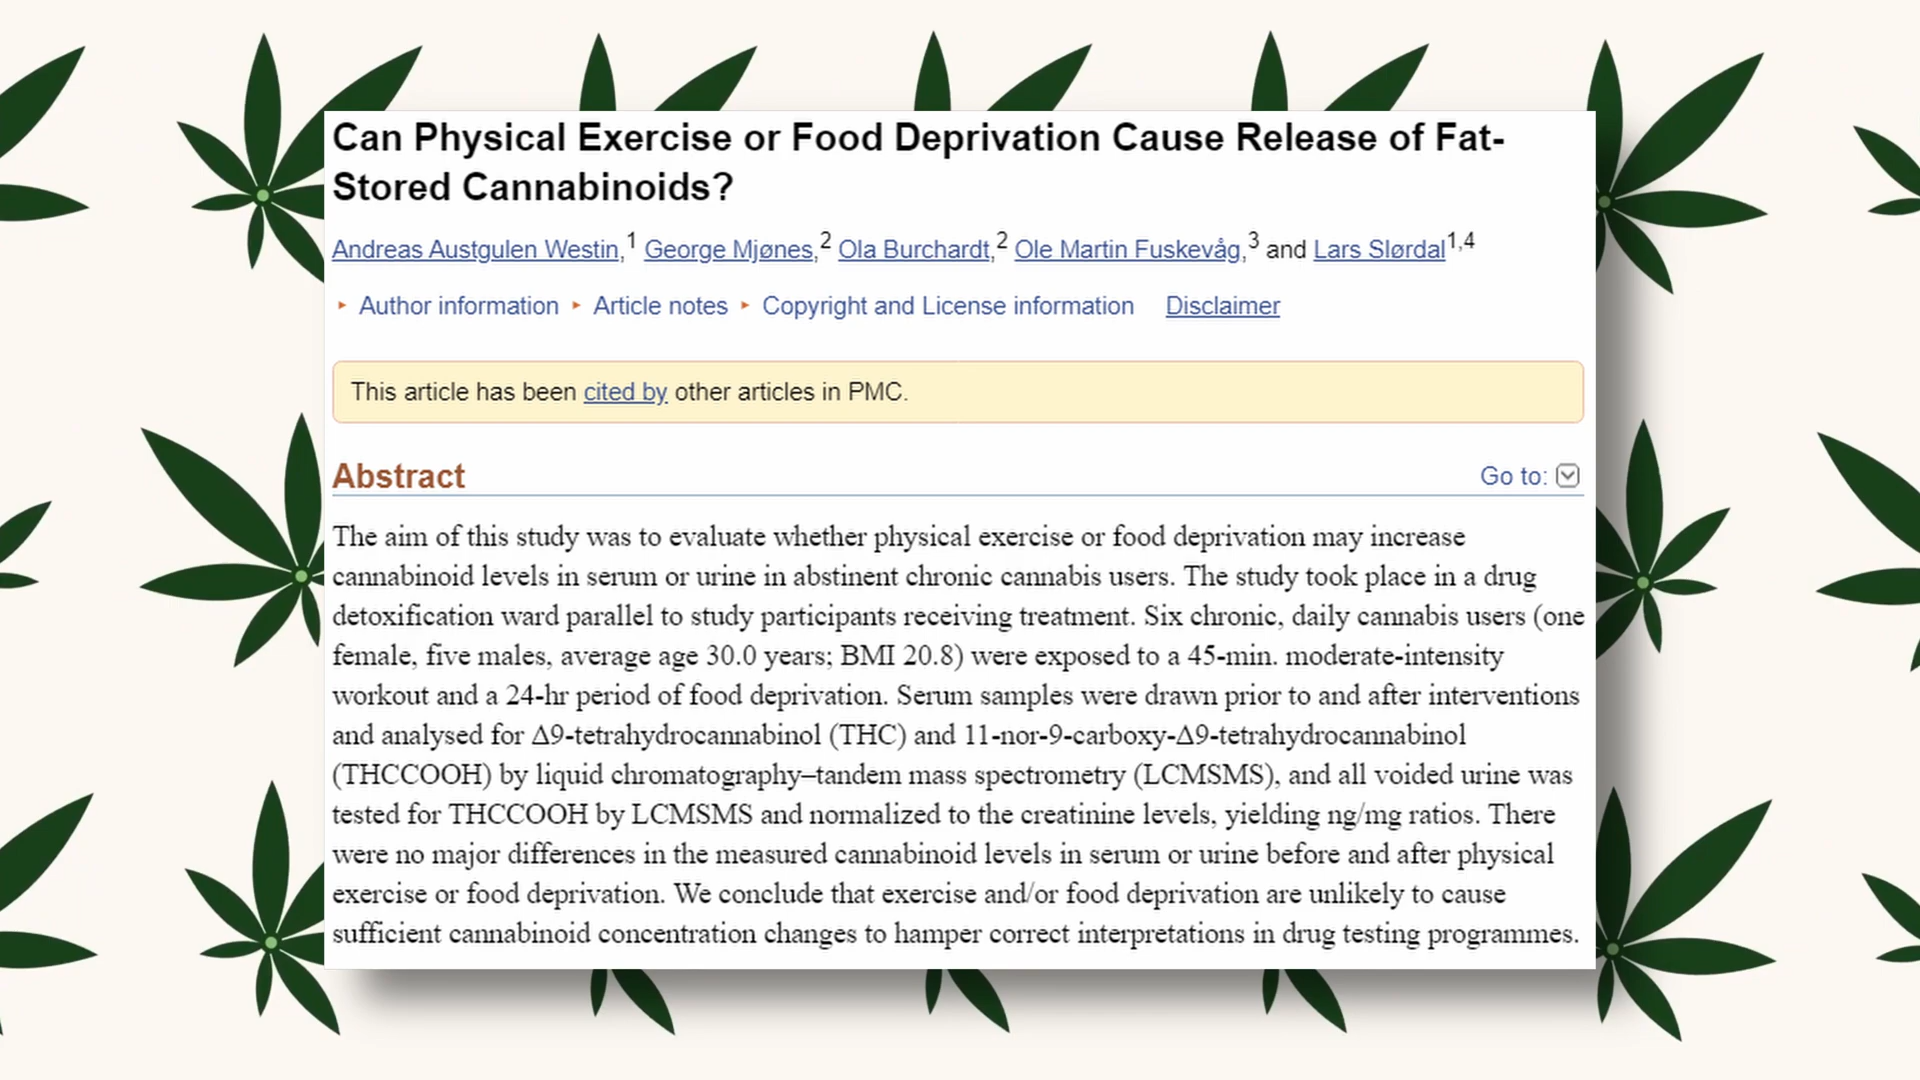 Can Physical Exercise or Food Deprivation Cause Release of Fat-
Stored Cannabinoids?
Andreas Austgulen Westin,1 George Mjønes,2 Ola Burchardt,2 Ole Martin Fuskevåg,3 and Lars Slørdal1,4
▸ Author information ▸ Article notes ▸ Copyright and License information Disclaimer
This article has been cited by other articles in PMC.
Abstract Go to:
The aim of this study was to evaluate whether physical exercise or food deprivation may increase
cannabinoid levels in serum or urine in abstinent chronic cannabis users. The study took place in a drug
detoxification ward parallel to study participants receiving treatment. Six chronic, daily cannabis users (one
female, five males, average age 30.0 years; BMI 20.8) were exposed to a 45-min. moderate-intensity
workout and a 24-hr period of food deprivation. Serum samples were drawn prior to and after interventions
and analysed for Δ9-tetrahydrocannabinol (THC) and 11-nor-9-carboxy-Δ9-tetrahydrocannabinol
(THCCOOH) by liquid chromatography–tandem mass spectrometry (LCMSMS), and all voided urine was
tested for THCCOOH by LCMSMS and normalized to the creatinine levels, yielding ng/mg ratios. There
were no major differences in the measured cannabinoid levels in serum or urine before and after physical
exercise or food deprivation. We conclude that exercise and/or food deprivation are unlikely to cause
sufficient cannabinoid concentration changes to hamper correct interpretations in drug testing programmes.